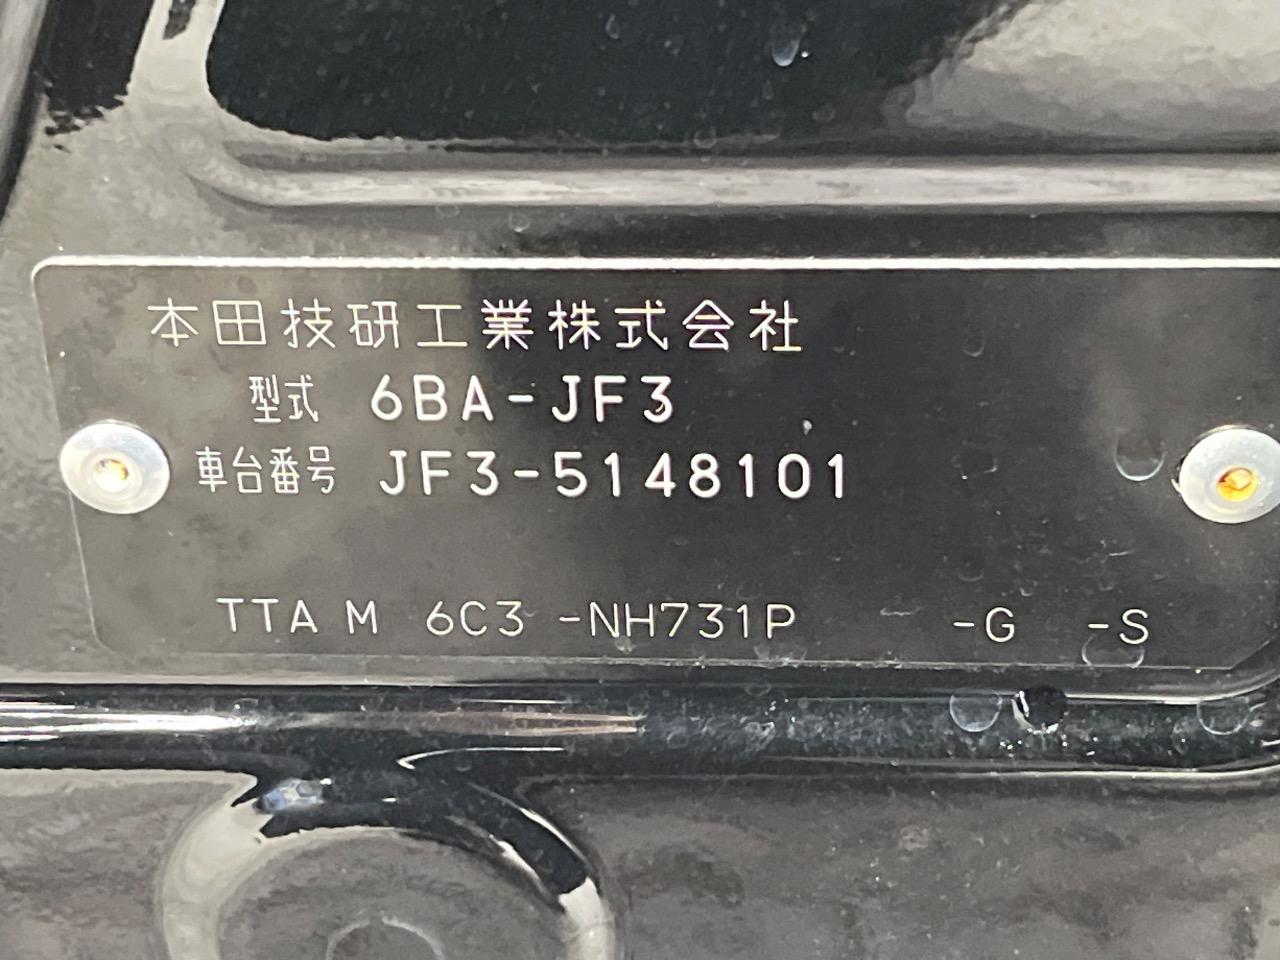 本田技研工業株式会社
型式 6BA-JF3
車台番号 JF3-5148101
TTA M 6C3 -NH731P -G -S